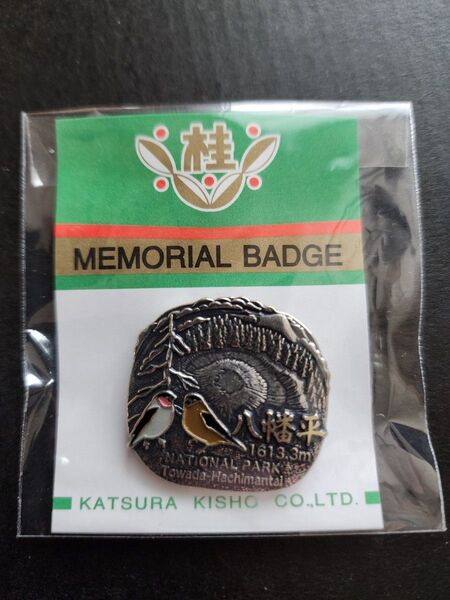 桂
MEMORIAL BADGE
八幡平
1613.3m
NATIONAL PARK
Towada-Hachimantai
KATSURA KISHO CO.,LTD.